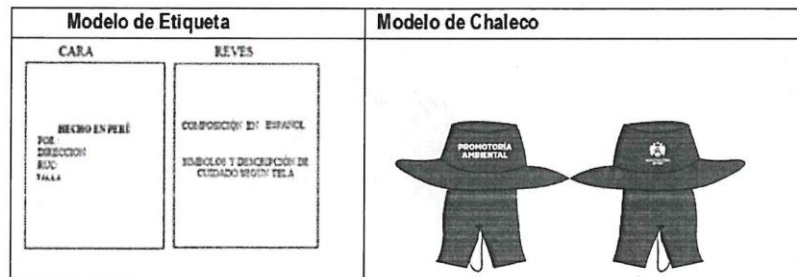 Modelo de Etiqueta
Modelo de Chaleco
CARA
REVES
HECHO EN PERÚ
POR:
DIRECCION
RUC:
TALLA
COMPOSICIÓN EN ESPAÑOL
SIMBOLOS Y DESCRIPCIÓN DE
CUIDADO SEGÚN TELA
PROMOTORÍA
AMBIENTAL